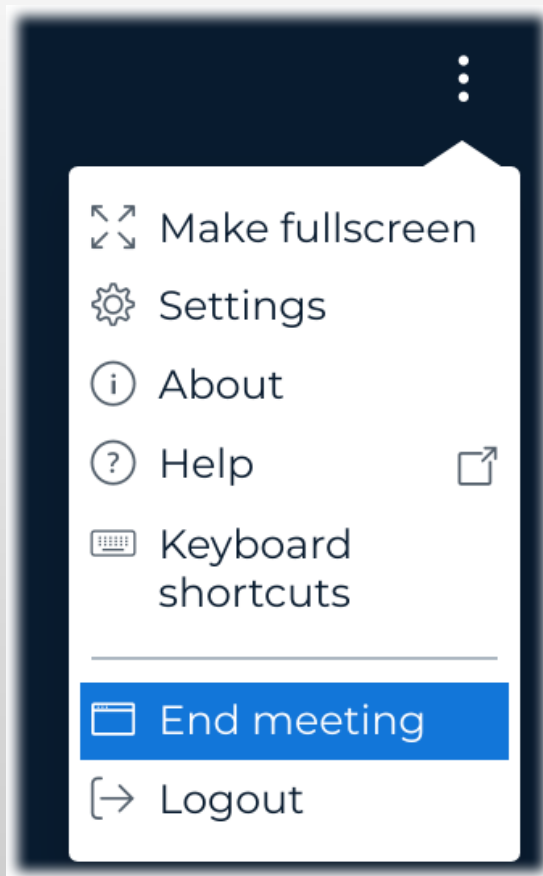 Make fullscreen
Settings
About
Help
Keyboard
shortcuts
End meeting
Logout